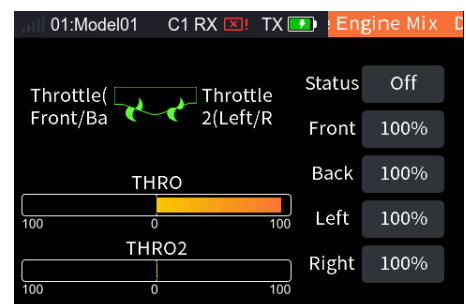 01:Model01 C1 RX ! TX : Engine Mix D
Throttle( Throttle
Front/Ba 2(Left/R
Status Off
Front 100%
Back 100%
Left 100%
Right 100%
THRO
100 0 100
THRO2
100 0 100